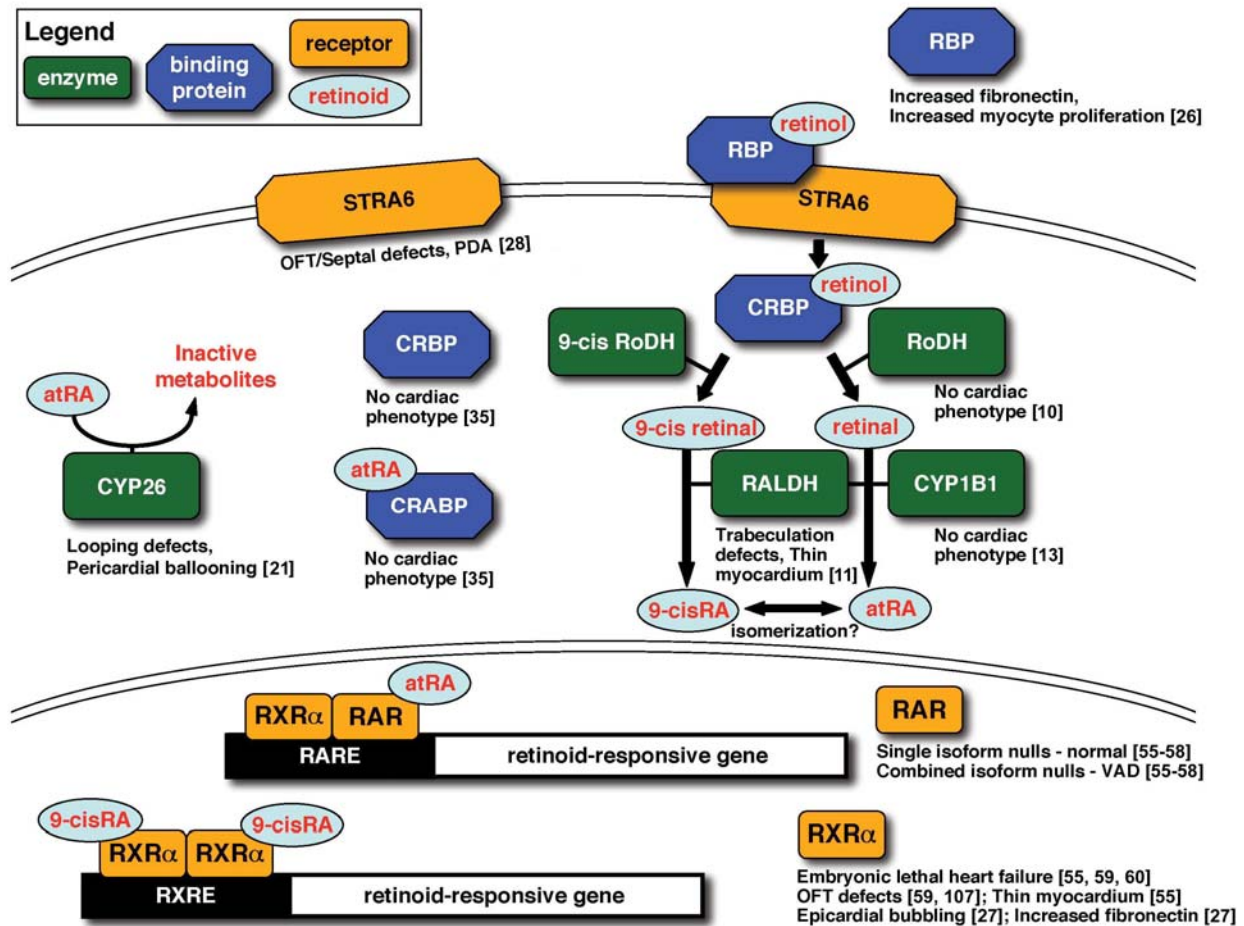 Legend
enzyme
binding
protein
receptor
retinoid
RBP
Increased fibronectin,
Increased myocyte proliferation [26]
retinol
RBP
STRA6
STRA6
OFT/Septal defects, PDA [28]
retinol
CRBP
9-cis RoDH
RoDH
No cardiac
phenotype [10]
CRBP
No cardiac
phenotype [35]
Inactive
metabolites
atRA
CYP26
Looping defects,
Pericardial ballooning [21]
atRA
CRABP
No cardiac
phenotype [35]
9-cis retinal
retinal
RALDH
CYP1B1
Trabeculation
defects, Thin
myocardium [11]
No cardiac
phenotype [13]
9-cisRA
atRA
isomerization?
atRA
RXRα
RAR
RARE
retinoid-responsive gene
RAR
Single isoform nulls - normal [55-58]
Combined isoform nulls - VAD [55-58]
9-cisRA
9-cisRA
RXRα
RXRα
RXRE
retinoid-responsive gene
RXRα
Embryonic lethal heart failure [55, 59, 60]
OFT defects [59, 107]; Thin myocardium [55]
Epicardial bubbling [27]; Increased fibronectin [27]